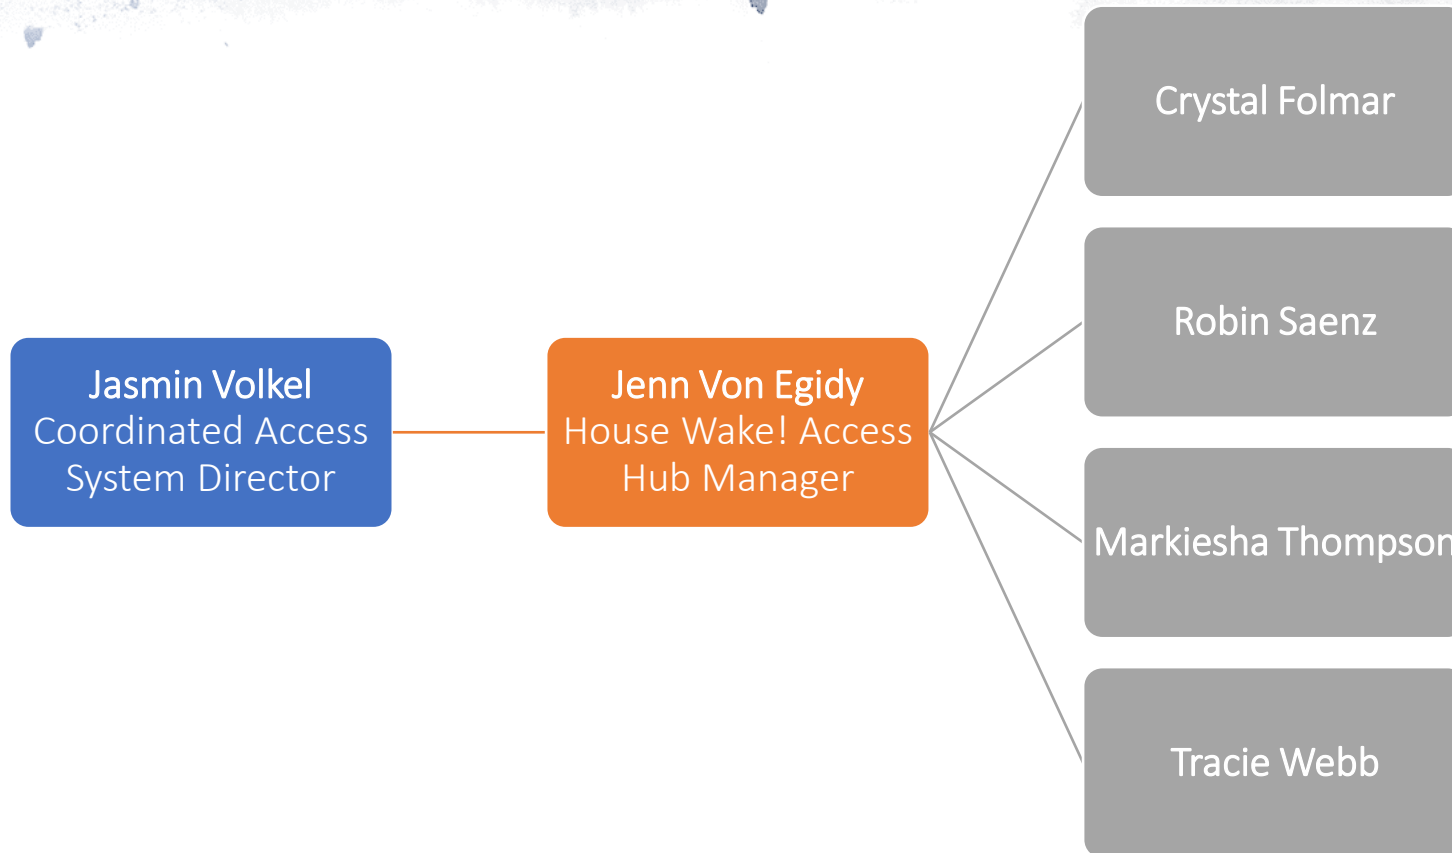 Jasmin Volkel
Coordinated Access
System Director
Jenn Von Egidy
House Wake! Access
Hub Manager
Crystal Folmar
Robin Saenz
Markiesha Thompson
Tracie Webb